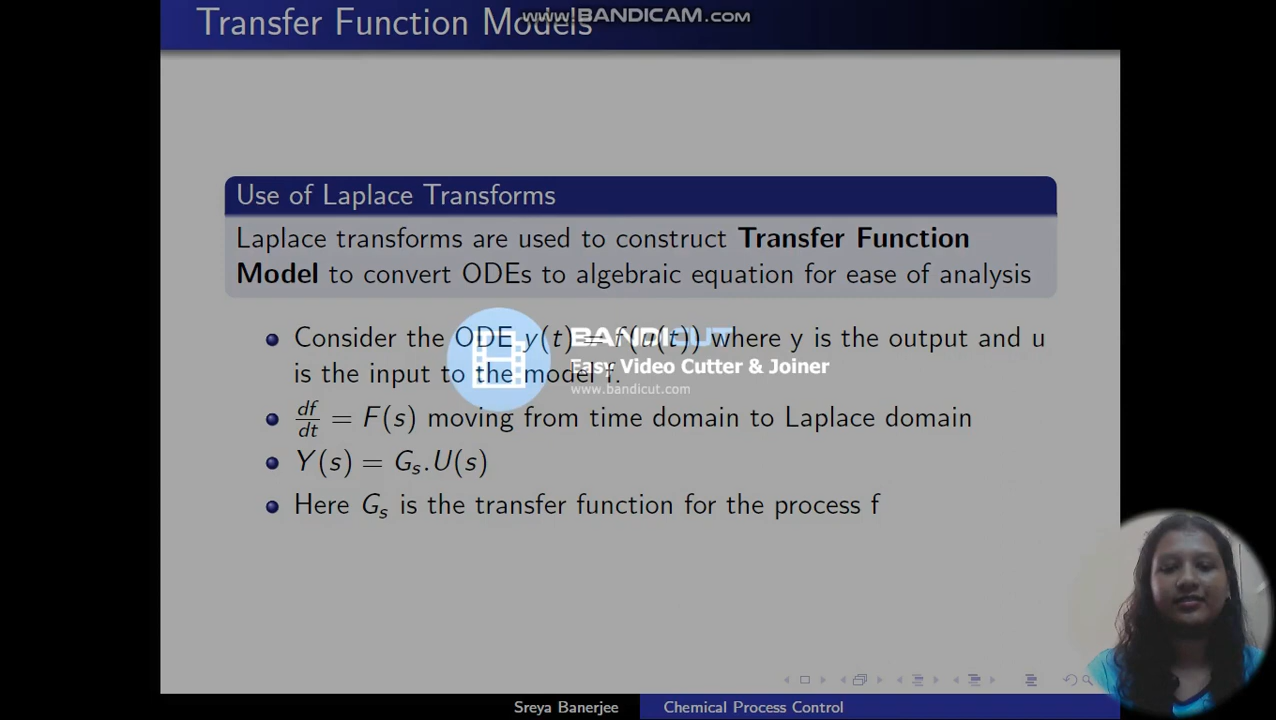 Transfer Function Models
www.BANDICAM.com
Use of Laplace Transforms
Laplace transforms are used to construct Transfer Function
Model to convert ODEs to algebraic equation for ease of analysis
Consider the ODE y(t) = f(u(t)) where y is the output and u
is the input to the model f.
BANDICUT
Easy Video Cutter & Joiner
www.bandicut.com
df/dt = F(s) moving from time domain to Laplace domain
Y(s) = Gₛ.U(s)
Here Gₛ is the transfer function for the process f
Sreya Banerjee Chemical Process Control